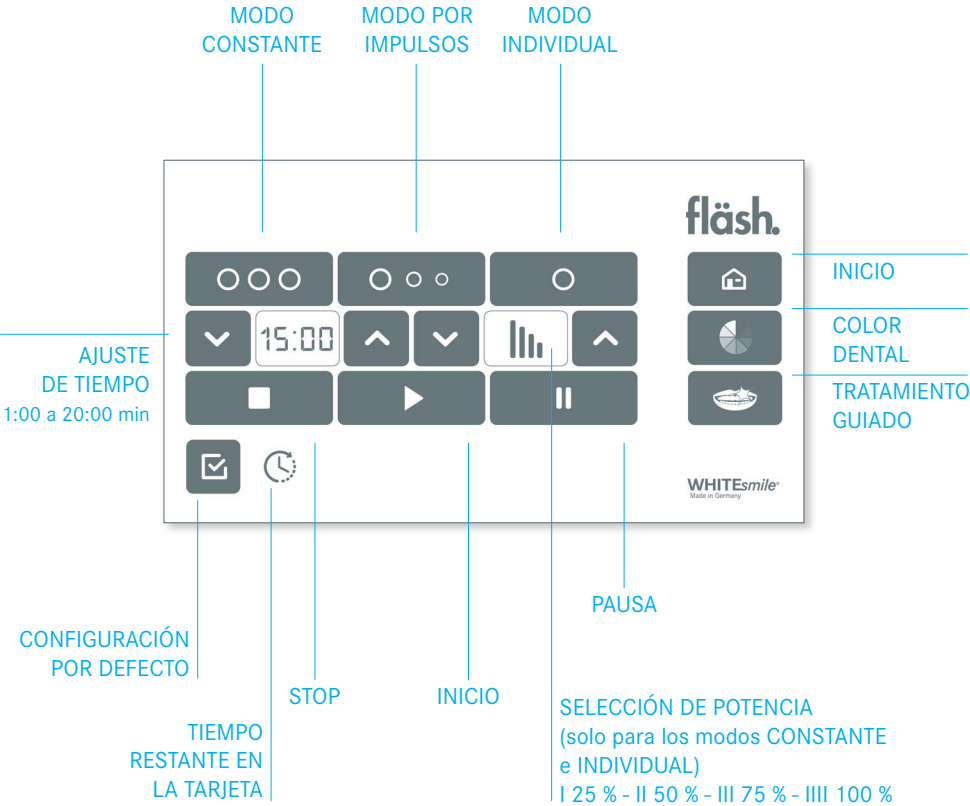 MODO
CONSTANTE
MODO POR
IMPULSOS
MODO
INDIVIDUAL
fläsh.
INICIO
15:00
AJUSTE
DE TIEMPO
1:00 a 20:00 min
COLOR
DENTAL
TRATAMIENTO
GUIADO
WHITEsmile®
Made in Germany
PAUSA
CONFIGURACIÓN
POR DEFECTO
STOP
INICIO
TIEMPO
RESTANTE EN
LA TARJETA
SELECCIÓN DE POTENCIA
(solo para los modos CONSTANTE
e INDIVIDUAL)
I 25 % - II 50 % - III 75 % - IIII 100 %